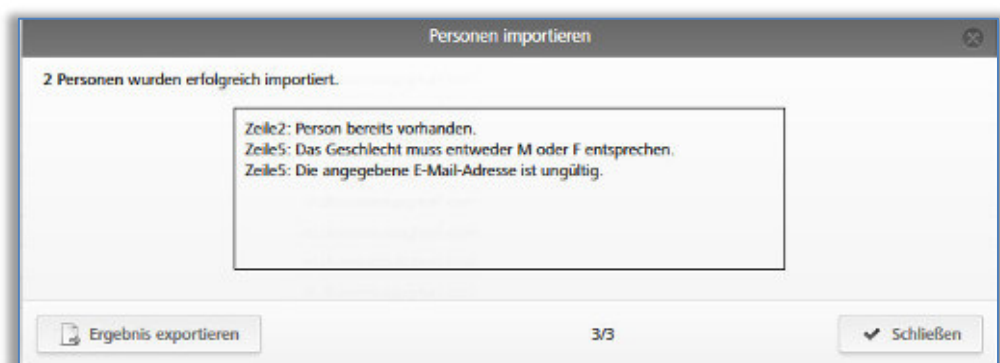 Personen importieren
2 Personen wurden erfolgreich importiert.
Zeile2: Person bereits vorhanden.
Zeile5: Das Geschlecht muss entweder M oder F entsprechen.
Zeile5: Die angegebene E-Mail-Adresse ist ungültig.
Ergebnis exportieren
3/3
Schließen